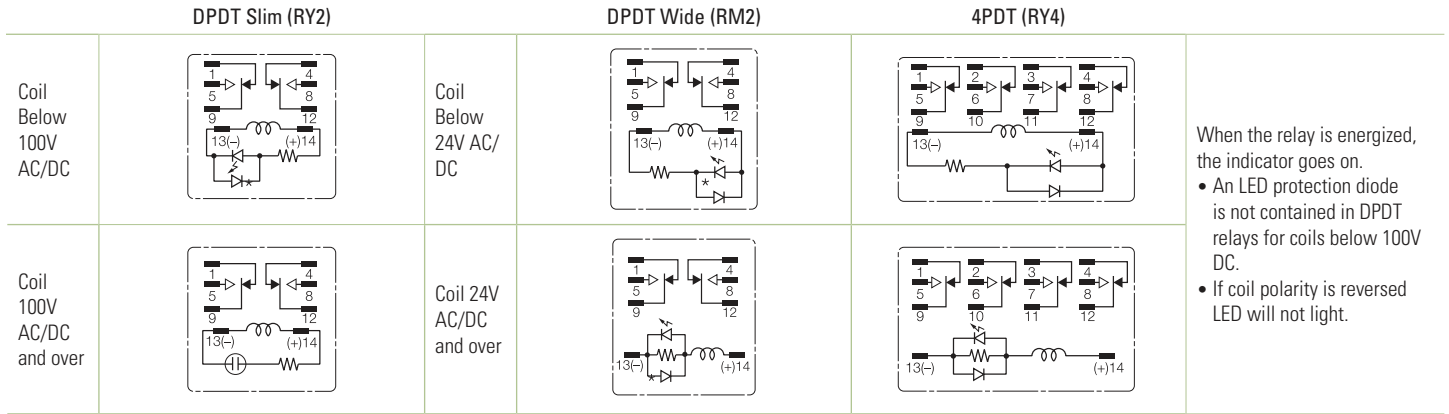 DPDT Slim (RY2)
DPDT Wide (RM2)
4PDT (RY4)
Coil
Below
100V
AC/DC
1 4
5 8
9 12
13(–) (+)14
*
Coil
Below
24V AC/
DC
1 4
5 8
9 12
13(–) (+)14
*
1 2 3 4
5 6 7 8
9 10 11 12
13(–) (+)14
When the relay is energized,
the indicator goes on.
• An LED protection diode
is not contained in DPDT
relays for coils below 100V
DC.
• If coil polarity is reversed
LED will not light.
Coil
100V
AC/DC
and over
1 4
5 8
9 12
13(–) (+)14
Coil 24V
AC/DC
and over
1 4
5 8
9 12
13(–) (+)14
*
1 2 3 4
5 6 7 8
9 10 11 12
13(–) (+)14